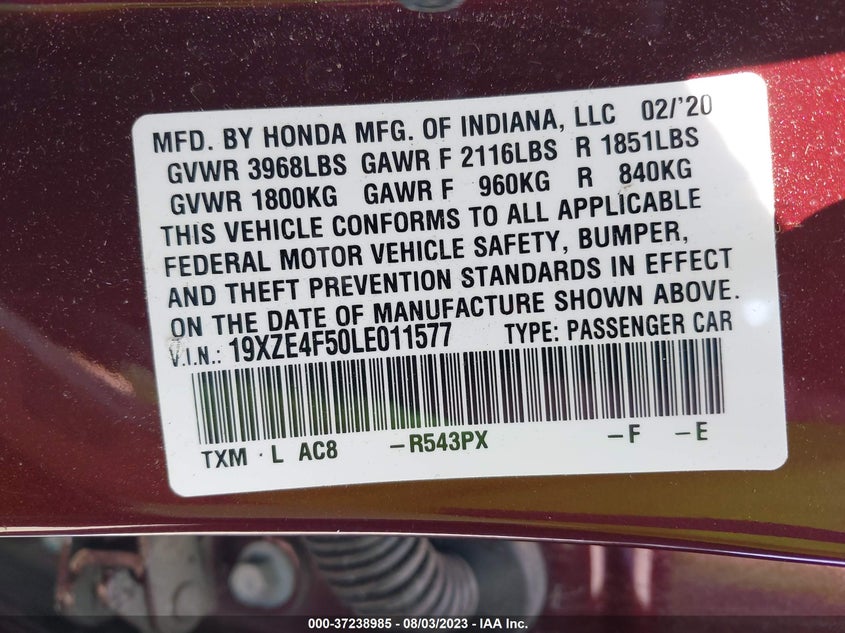 MFD. BY HONDA MFG. OF INDIANA, LLC 02/'20
GVWR 3968LBS GAWR F 2116LBS R 1851LBS
GVWR 1800KG GAWR F 960KG R 840KG
THIS VEHICLE CONFORMS TO ALL APPLICABLE
FEDERAL MOTOR VEHICLE SAFETY, BUMPER,
AND THEFT PREVENTION STANDARDS IN EFFECT
ON THE DATE OF MANUFACTURE SHOWN ABOVE.
V.I.N.: 19XZE4F50LE011577 TYPE: PASSENGER CAR
TXM L AC8 -R543PX -F -E
000-37238985 - 08/03/2023 - IAA Inc.